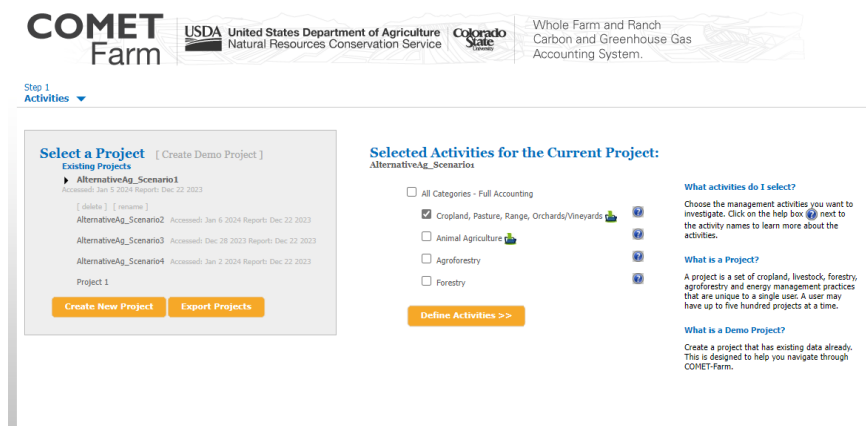 COMET
Farm
USDA United States Department of Agriculture
Natural Resources Conservation Service
Colorado
State
University
Whole Farm and Ranch
Carbon and Greenhouse Gas
Accounting System.
Step 1
Activities
Select a Project [ Create Demo Project ]
Existing Projects
AlternativeAg_Scenario1
Accessed: Jan 5 2024 Report: Dec 22 2023
[ delete ] [ rename ]
AlternativeAg_Scenario2 Accessed: Jan 6 2024 Report: Dec 22 2023
AlternativeAg_Scenario3 Accessed: Dec 28 2023 Report: Dec 22 2023
AlternativeAg_Scenario4 Accessed: Jan 2 2024 Report: Dec 22 2023
Project 1
Create New Project Export Projects
Selected Activities for the Current Project:
AlternativeAg_Scenario1
All Categories - Full Accounting
Cropland, Pasture, Range, Orchards/Vineyards ?
Animal Agriculture ?
Agroforestry ?
Forestry ?
Define Activities >>
What activities do I select?
Choose the management activities you want to
investigate. Click on the help box ? next to
the activity names to learn more about the
activities.
What is a Project?
A project is a set of cropland, livestock, forestry,
agroforestry and energy management practices
that are unique to a single user. A user may
have up to five hundred projects at a time.
What is a Demo Project?
Create a project that has existing data already.
This is designed to help you navigate through
COMET-Farm.